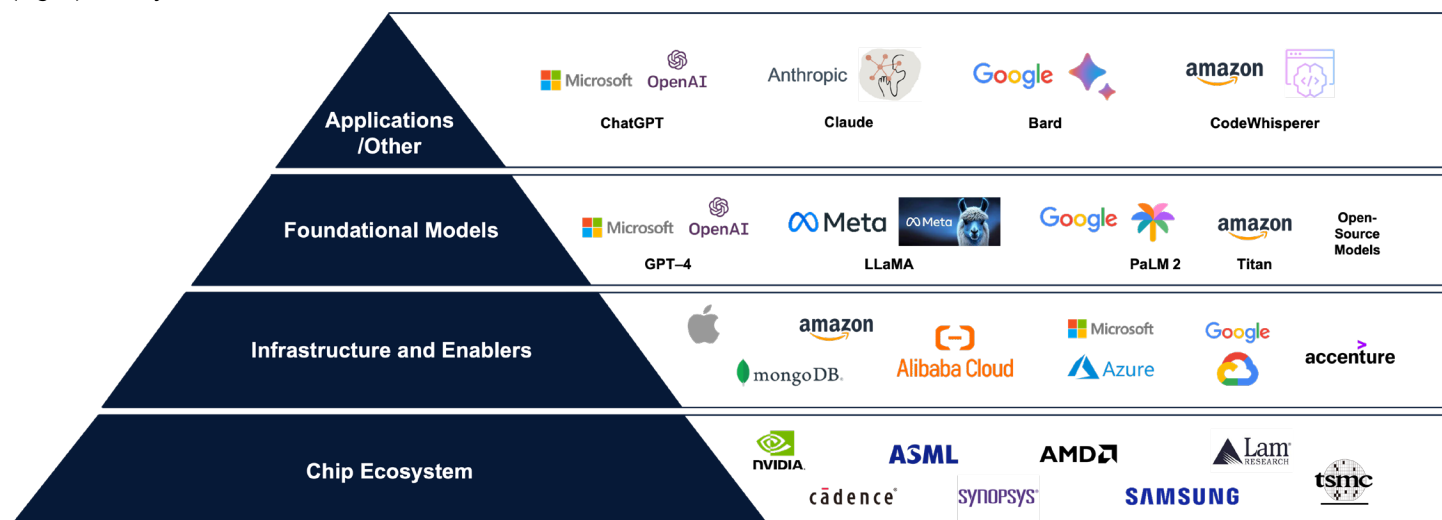 Applications
/Other
Microsoft
OpenAI
ChatGPT
Anthropic
Claude
Google
Bard
amazon
CodeWhisperer
Foundational Models
Microsoft
OpenAI
GPT–4
Meta
Meta
LLaMA
Google
PaLM 2
amazon
Titan
Open-
Source
Models
Infrastructure and Enablers
amazon
mongoDB.
Alibaba Cloud
Microsoft
Azure
Google
accenture
Chip Ecosystem
NVIDIA.
ASML
AMD
Lam
RESEARCH
cādence
SYNOPSYS
SAMSUNG
tsmc